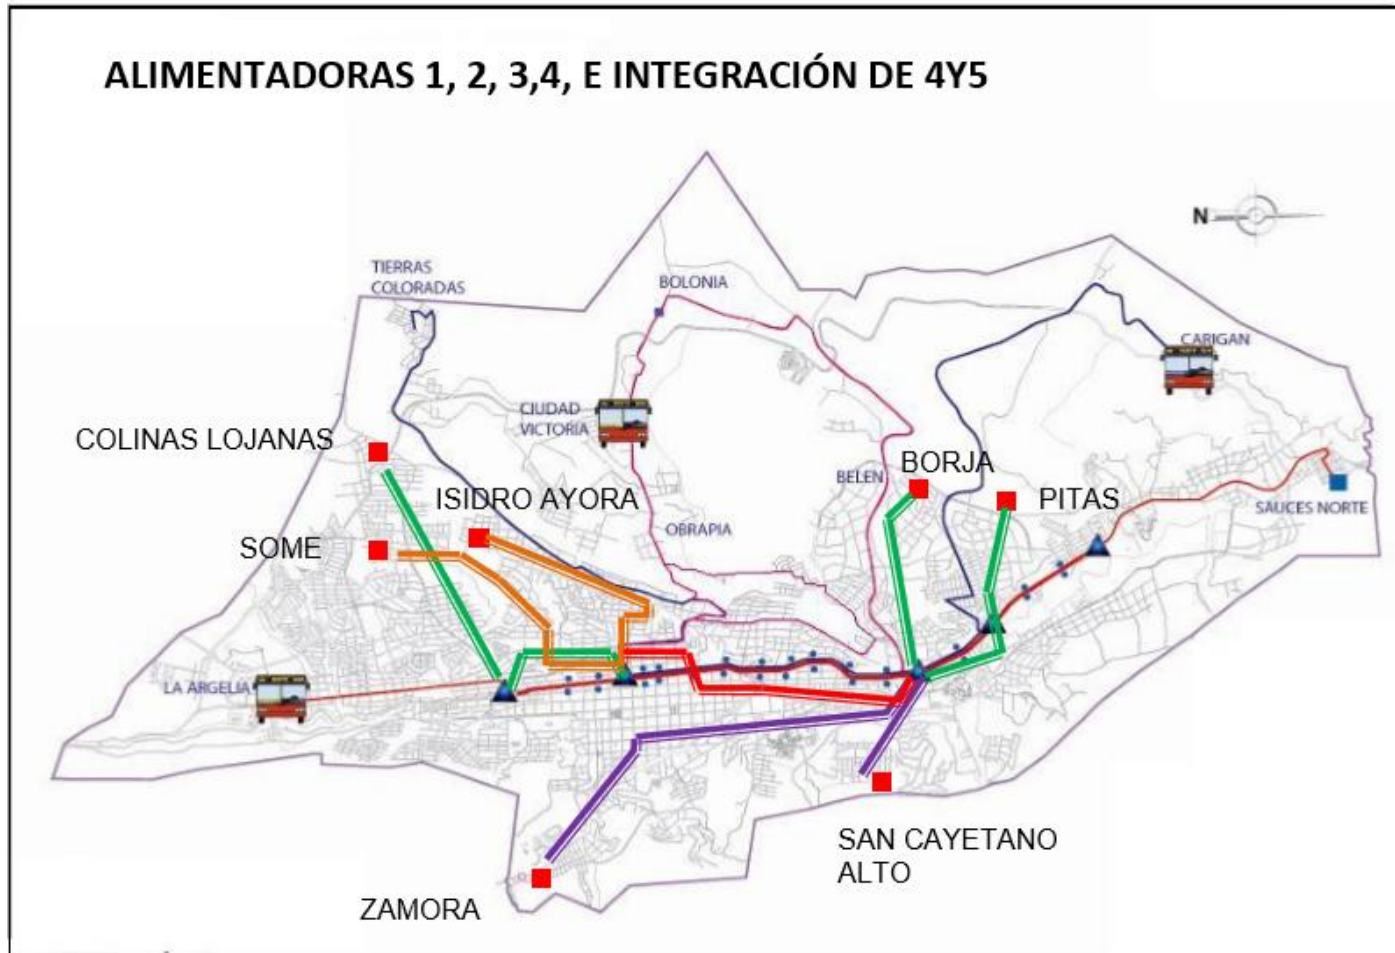 ALIMENTADORAS 1, 2, 3,4, E INTEGRACIÓN DE 4Y5
N
TIERRAS
COLORADAS
BOLONIA
CARIGAN
CIUDAD
VICTORIA
COLINAS LOJANAS
ISIDRO AYORA
BELEN
BORJA
PITAS
SAUCES NORTE
SOME
OBRAPIA
LA ARGELIA
SAN CAYETANO
ALTO
ZAMORA